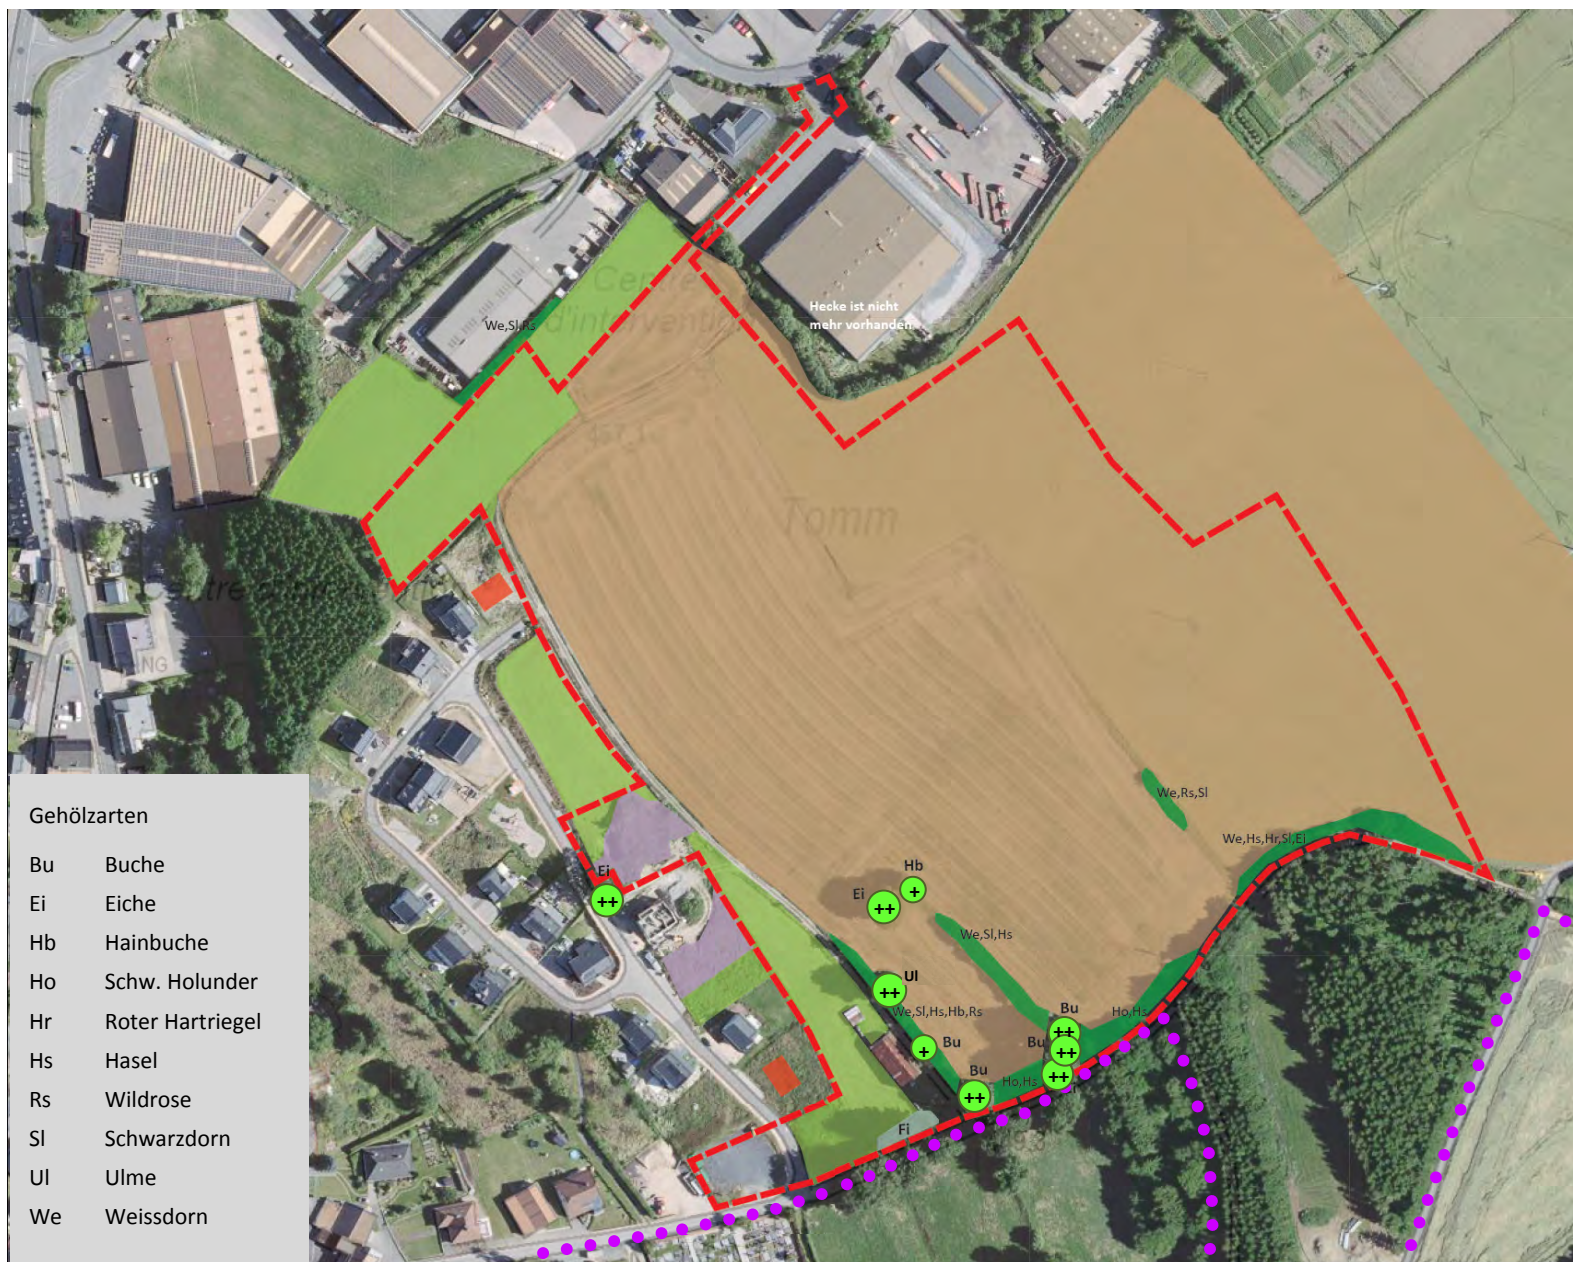 Centre
d'intervention
We,Sl,Rs
Hecke ist nicht
mehr vorhanden
Tomm
We,Rs,Sl
We,Hs,Hr,Sl,Ei
Gehölzarten
Bu Buche
Ei Eiche
Hb Hainbuche
Ho Schw. Holunder
Hr Roter Hartriegel
Hs Hasel
Rs Wildrose
Sl Schwarzdorn
Ul Ulme
We Weissdorn
Ei
++
Hb
+
Ei
++
We,Sl,Hs
Ul
++
We,Sl,Hs,Hb,Rs
Bu
+
Bu
++
Ho,Hs
Bu
++
Bu
++
++
Ho,Hs
Fi